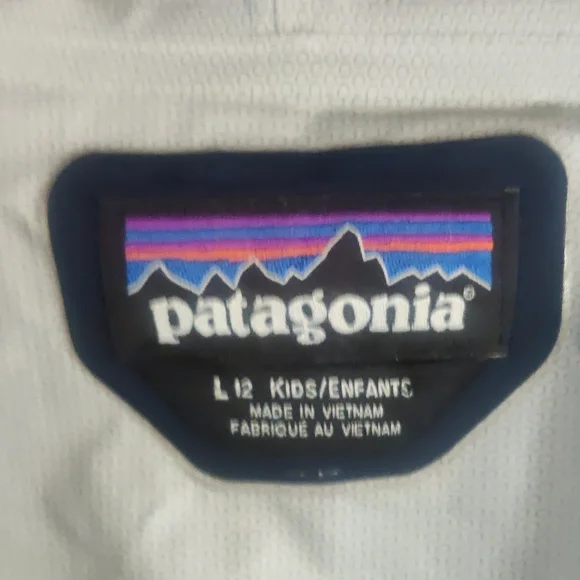 patagonia®
L 12 KIDS/ENFANTS
MADE IN VIETNAM
FABRIQUÉ AU VIETNAM